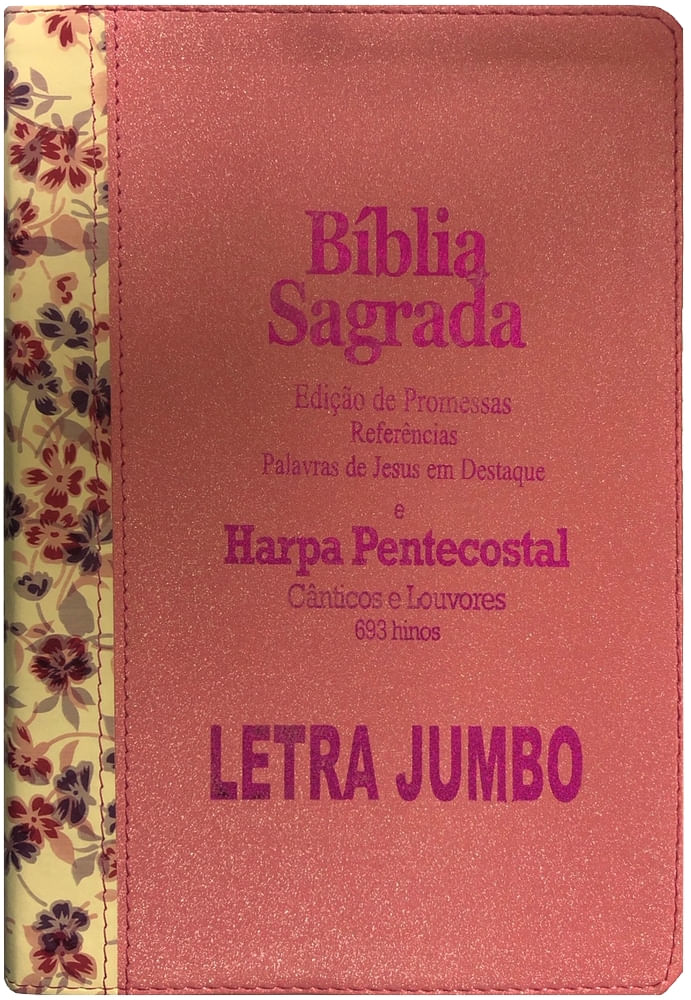 Bíblia
Sagrada
Edição de Promessas
Referências
Palavras de Jesus em Destaque
e
Harpa Pentecostal
Cânticos e Louvores
693 hinos
LETRA JUMBO